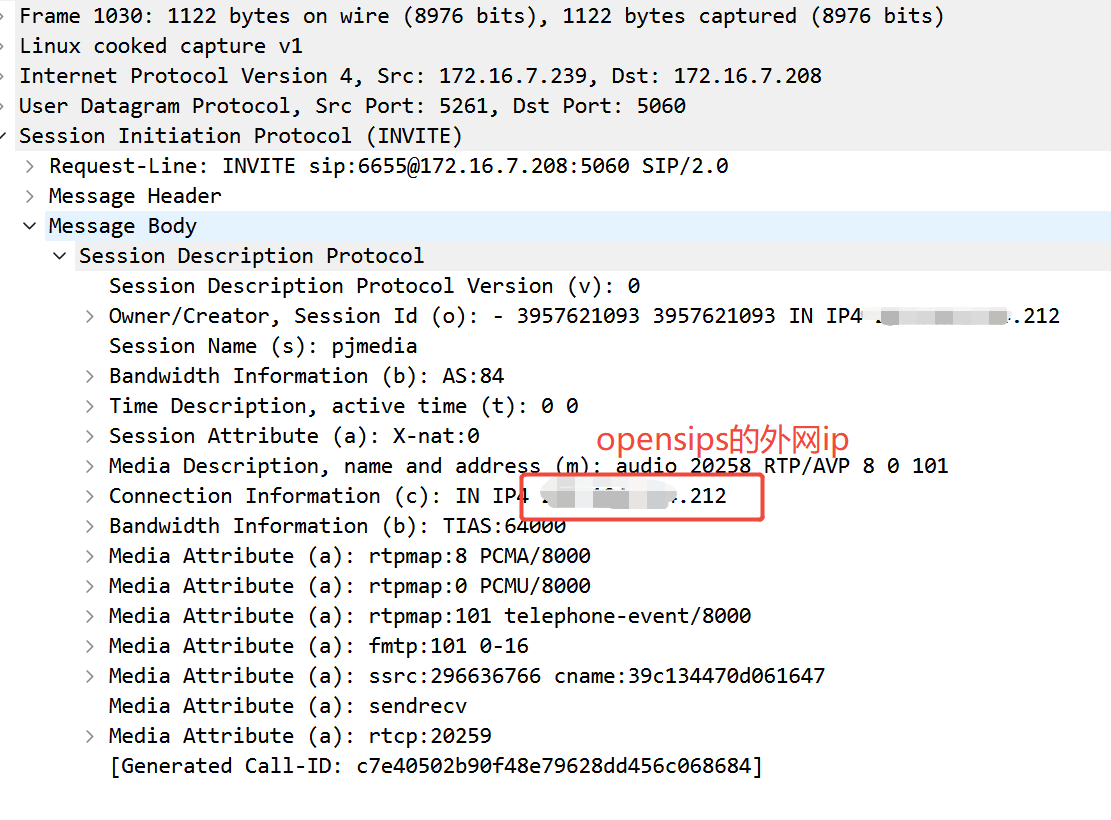 Frame 1030: 1122 bytes on wire (8976 bits), 1122 bytes captured (8976 bits)
Linux cooked capture v1
Internet Protocol Version 4, Src: 172.16.7.239, Dst: 172.16.7.208
User Datagram Protocol, Src Port: 5261, Dst Port: 5060
Session Initiation Protocol (INVITE)
Request-Line: INVITE sip:6655@172.16.7.208:5060 SIP/2.0
Message Header
Message Body
Session Description Protocol
Session Description Protocol Version (v): 0
Owner/Creator, Session Id (o): - 3957621093 3957621093 IN IP4 .212
Session Name (s): pjmedia
Bandwidth Information (b): AS:84
Time Description, active time (t): 0 0
Session Attribute (a): X-nat:0
opensips的外网ip
Media Description, name and address (m): audio 20258 RTP/AVP 8 0 101
Connection Information (c): IN IP4 .212
Bandwidth Information (b): TIAS:64000
Media Attribute (a): rtpmap:8 PCMA/8000
Media Attribute (a): rtpmap:0 PCMU/8000
Media Attribute (a): rtpmap:101 telephone-event/8000
Media Attribute (a): fmtp:101 0-16
Media Attribute (a): ssrc:296636766 cname:39c134470d061647
Media Attribute (a): sendrecv
Media Attribute (a): rtcp:20259
[Generated Call-ID: c7e40502b90f48e79628dd456c068684]